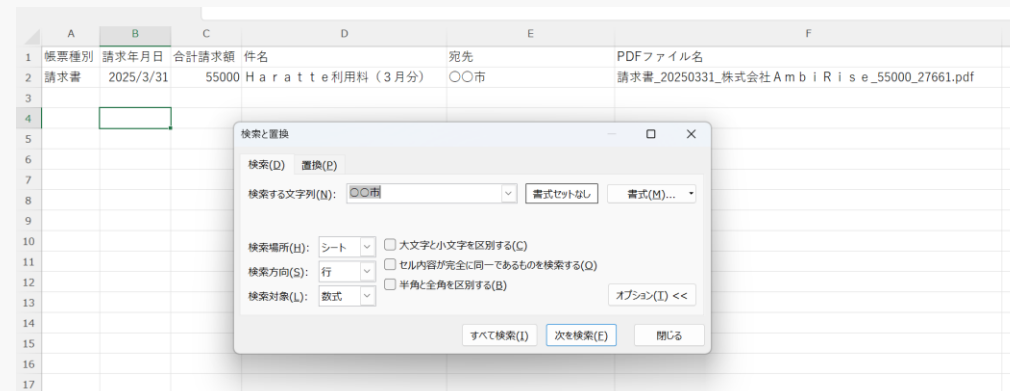 A B C D E F
1 帳票種別 請求年月日 合計請求額 件名 宛先 PDFファイル名
2 請求書 2025/3/31 55000 Ｈａｒａｔｔｅ利用料（３月分） 〇〇市 請求書_20250331_株式会社ＡｍｂｉＲｉｓｅ_55000_27661.pdf
3
4
5
6
7
8
9
10
11
12
13
14
15
16
17
検索と置換
検索(D) 置換(P)
検索する文字列(N): 〇〇市 書式セットなし 書式(M)...
検索場所(H): シート 大文字と小文字を区別する(C)
検索方向(S): 行 セル内容が完全に同一であるものを検索する(O)
検索対象(L): 数式 半角と全角を区別する(B)
オプション(T) <<
すべて検索(I) 次を検索(F) 閉じる